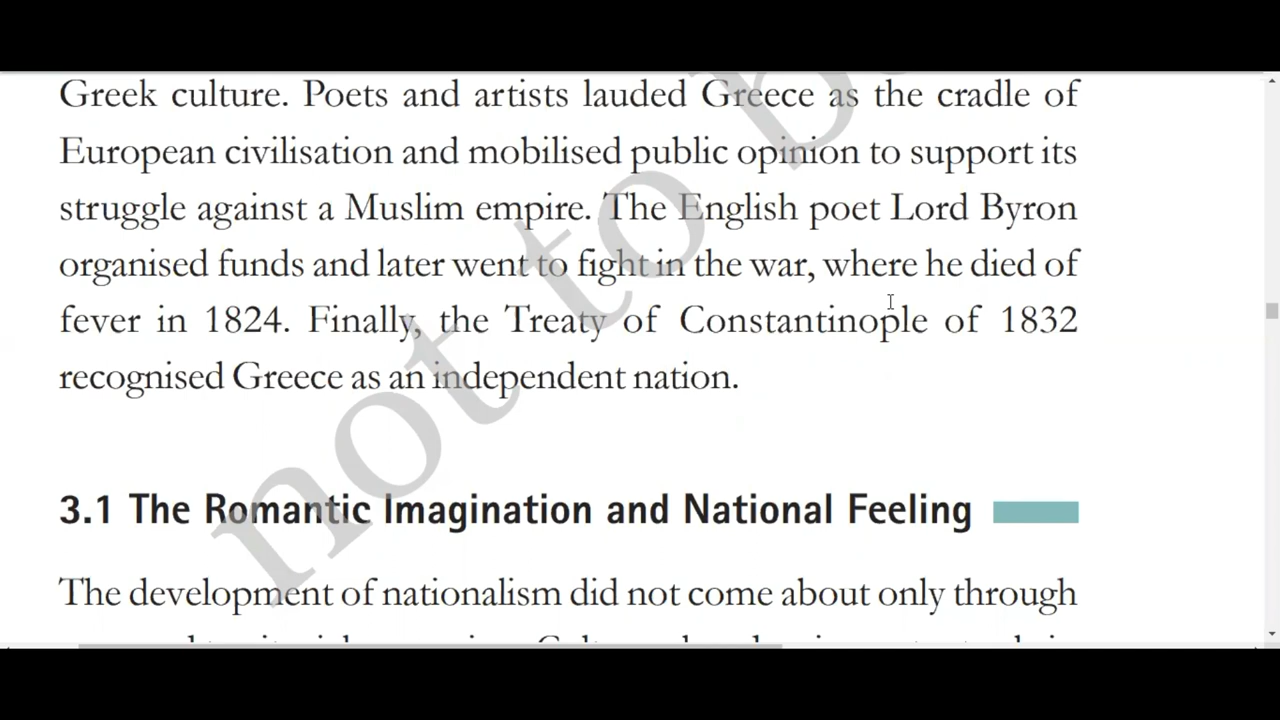 Greek culture. Poets and artists lauded Greece as the cradle of
European civilisation and mobilised public opinion to support its
struggle against a Muslim empire. The English poet Lord Byron
organised funds and later went to fight in the war, where he died of
fever in 1824. Finally, the Treaty of Constantinople of 1832
recognised Greece as an independent nation.
3.1 The Romantic Imagination and National Feeling
The development of nationalism did not come about only through
not to b